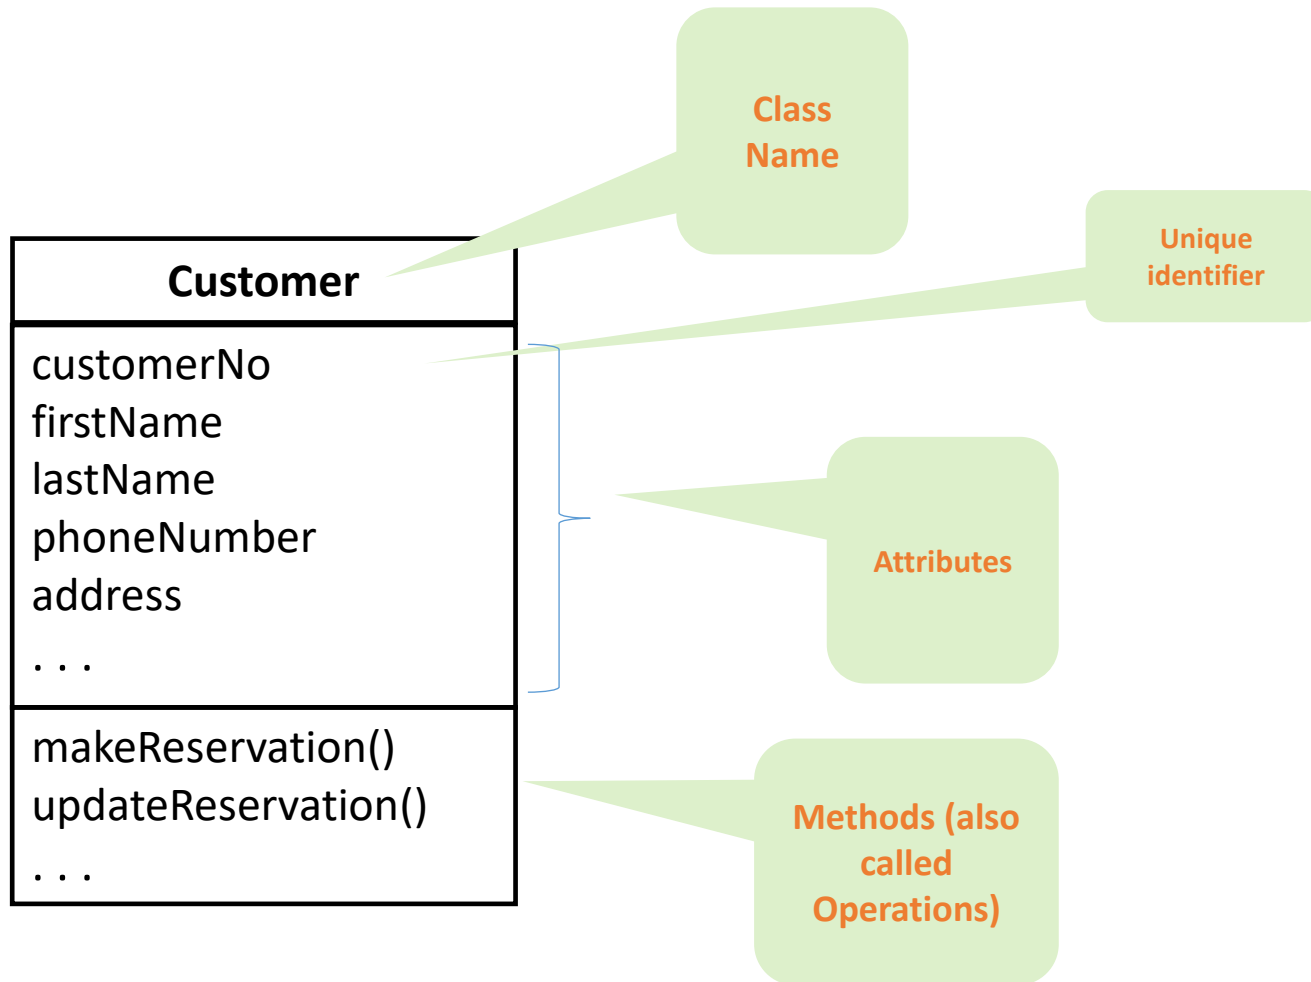 Class
Name
Unique
identifier
Customer
customerNo
firstName
lastName
phoneNumber
address
. . .
Attributes
makeReservation()
updateReservation()
. . .
Methods (also
called
Operations)